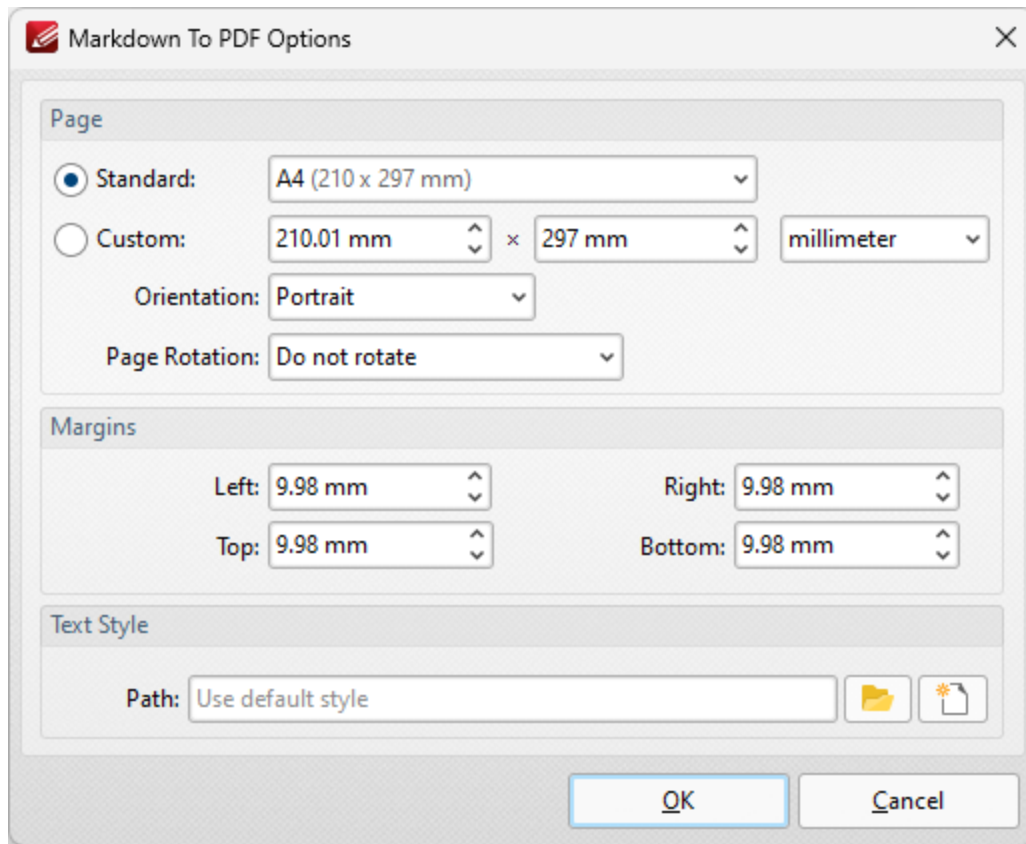 Markdown To PDF Options
Page
Standard: A4 (210 x 297 mm)
Custom: 210.01 mm × 297 mm millimeter
Orientation: Portrait
Page Rotation: Do not rotate
Margins
Left: 9.98 mm Right: 9.98 mm
Top: 9.98 mm Bottom: 9.98 mm
Text Style
Path: Use default style
OK Cancel